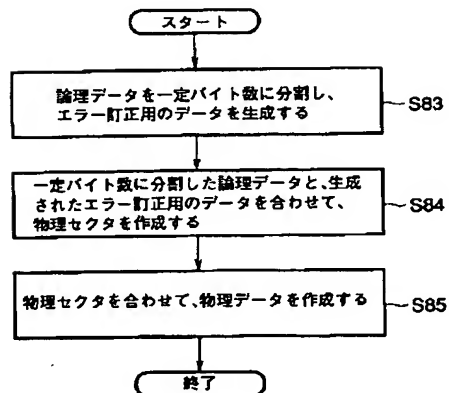 スタート
論理データを一定バイト数に分割し、
エラー訂正用のデータを生成する
S83
一定バイト数に分割した論理データと、生成
されたエラー訂正用のデータを合わせて、
物理セクタを作成する
S84
物理セクタを合わせて、物理データを作成する
S85
終了